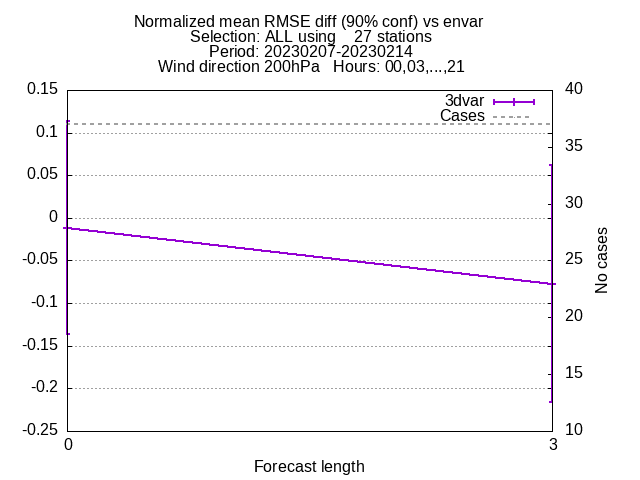 Normalized mean RMSE diff (90% conf) vs envar
Selection: ALL using    27 stations
Period: 20230207-20230214
Wind direction 200hPa   Hours: 00,03,...,21
3dvar
Cases
0.15
0.1
0.05
0
-0.05
-0.1
-0.15
-0.2
-0.25
40
35
30
25
20
15
10
No cases
0
3
Forecast length